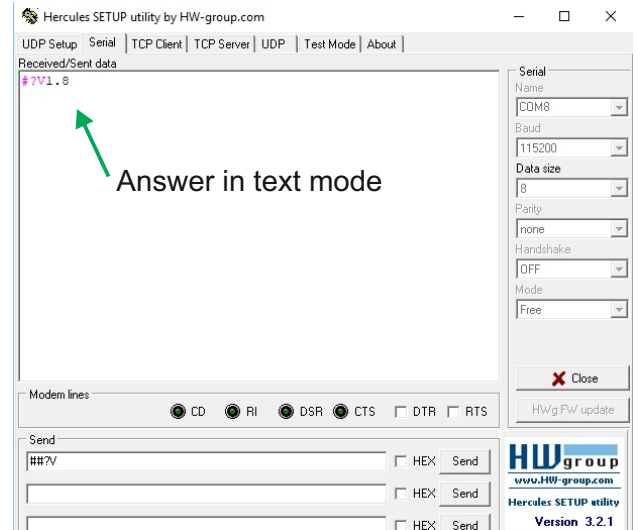 Hercules SETUP utility by HW-group.com
UDP Setup Serial TCP Client TCP Server UDP Test Mode About
Received/Sent data
#?V1.8
Answer in text mode
Serial
Name
COM8
Baud
115200
Data size
8
Parity
none
Handshake
OFF
Mode
Free
Close
HWg FW update
Modem lines
CD RI DSR CTS DTR RTS
Send
##?V HEX Send
HEX Send
HEX Send
HWgroup
www.HW-group.com
Hercules SETUP utility
Version 3.2.1